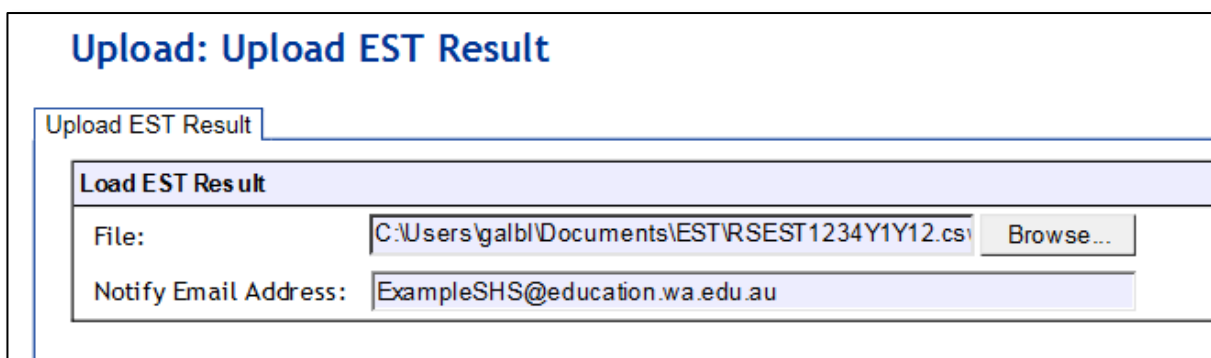 Upload: Upload EST Result
Upload EST Result
Load EST Result
File: C:\Users\galbl\Documents\EST\RSEST1234Y1Y12.csv Browse...
Notify Email Address: ExampleSHS@education.wa.edu.au